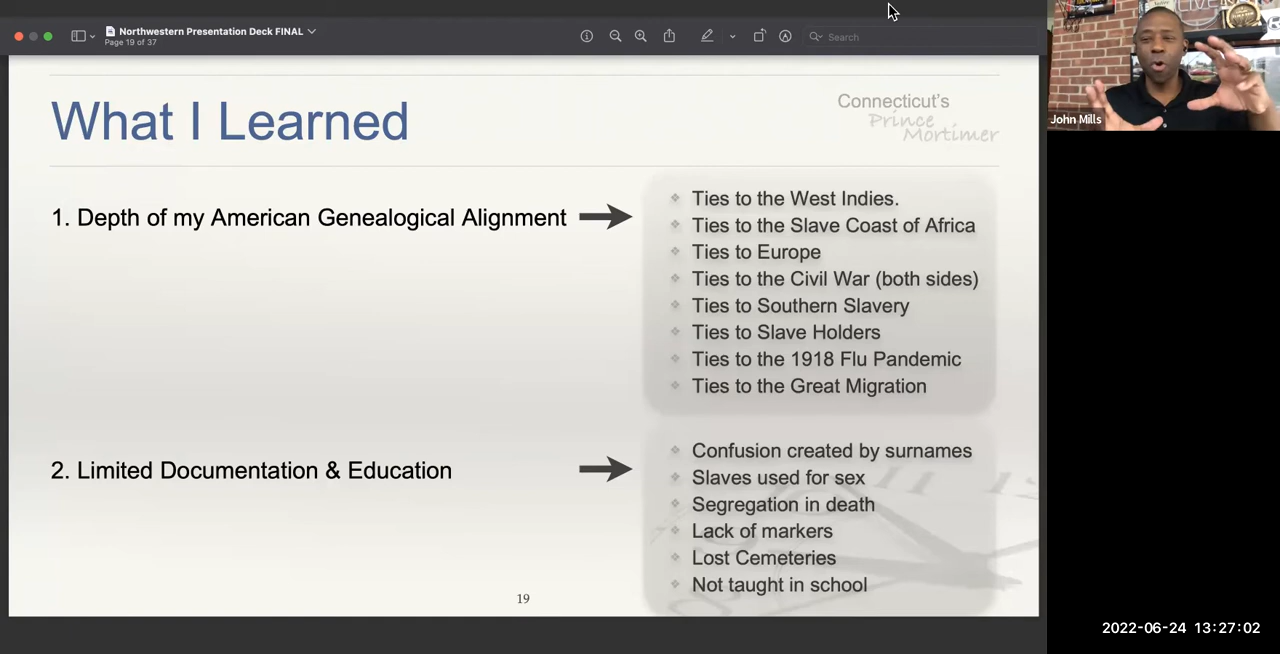 Northwestern Presentation Deck FINAL
Page 19 of 37
Search
LIVE
John Mills
What I Learned
Connecticut's
Prince
Mortimer
1. Depth of my American Genealogical Alignment
Ties to the West Indies.
Ties to the Slave Coast of Africa
Ties to Europe
Ties to the Civil War (both sides)
Ties to Southern Slavery
Ties to Slave Holders
Ties to the 1918 Flu Pandemic
Ties to the Great Migration
2. Limited Documentation & Education
Confusion created by surnames
Slaves used for sex
Segregation in death
Lack of markers
Lost Cemeteries
Not taught in school
19
2022-06-24 13:27:02